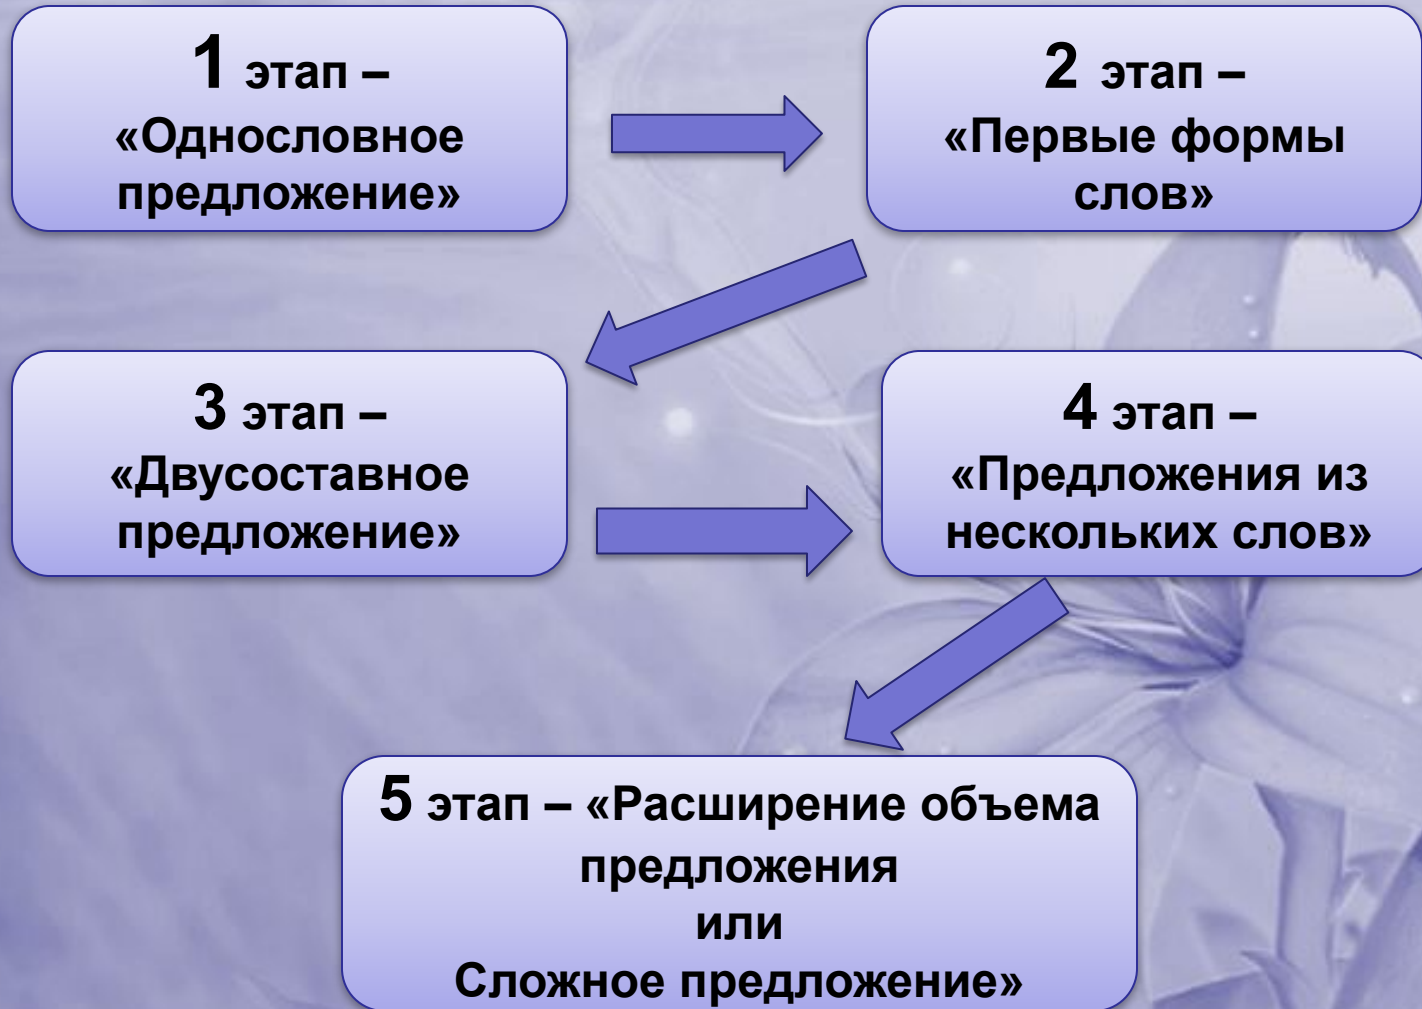 1 этап –
«Однословное
предложение»
2 этап –
«Первые формы
слов»
3 этап –
«Двусоставное
предложение»
4 этап –
«Предложения из
нескольких слов»
5 этап – «Расширение объема
предложения
или
Сложное предложение»